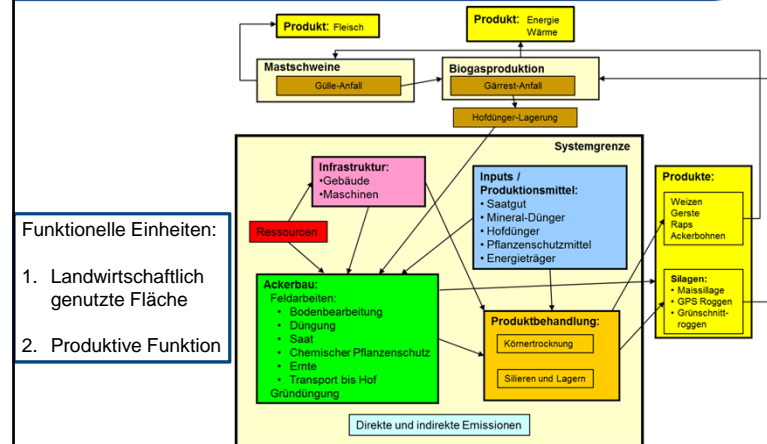 Produkt: Fleisch
Produkt: Energie
Wärme
Mastschweine
Gülle-Anfall
Biogasproduktion
Gärrest-Anfall
Hofdünger-Lagerung
Systemgrenze
Infrastruktur:
•Gebäude
•Maschinen
Inputs /
Produktionsmittel:
• Saatgut
• Mineral-Dünger
• Hofdünger
• Pflanzenschutzmittel
• Energieträger
Produkte:
Weizen
Gerste
Raps
Ackerbohnen
Silagen:
• Maissillage
• GPS Roggen
• Grünschnitt-
roggen
Funktionelle Einheiten:
1. Landwirtschaftlich
genutzte Fläche
2. Produktive Funktion
Ressourcen
Ackerbau:
Feldarbeiten:
• Bodenbearbeitung
• Düngung
• Saat
• Chemischer Pflanzenschutz
• Ernte
• Transport bis Hof
Gründüngung
Produktbehandlung:
Körnertrocknung
Silieren und Lagern
Direkte und indirekte Emissionen